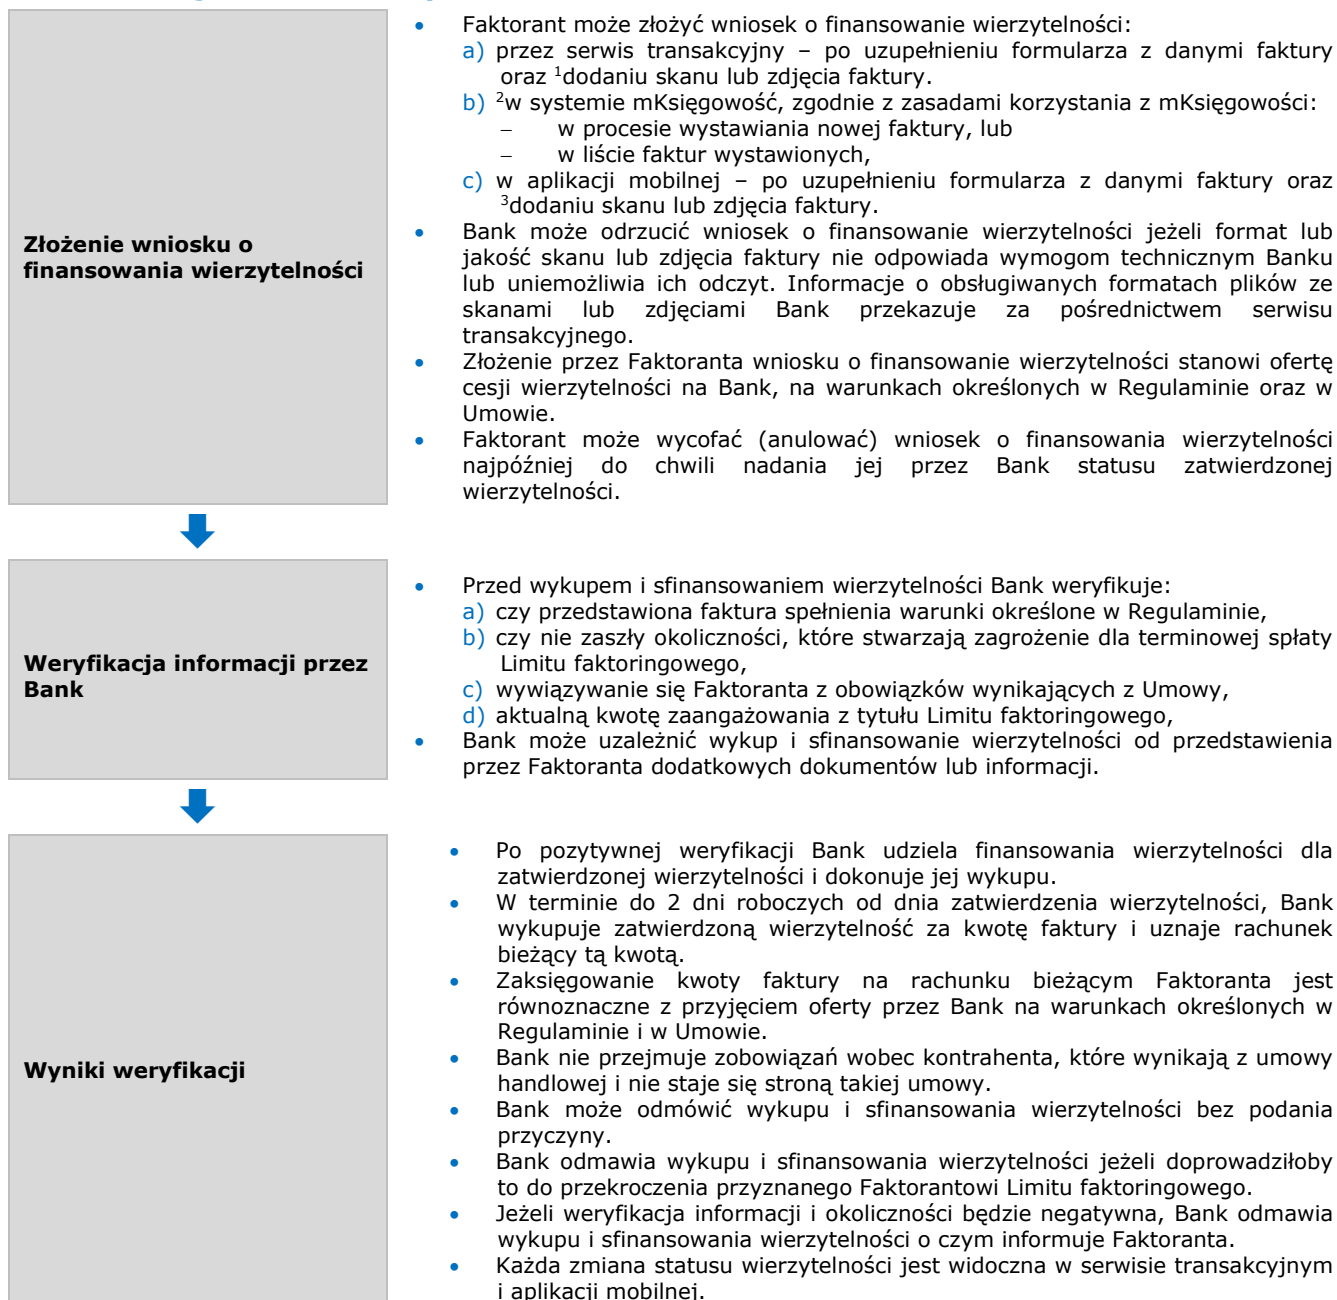 Złożenie wniosku o
finansowania wierzytelności
• Faktorant może złożyć wniosek o finansowanie wierzytelności:
a) przez serwis transakcyjny – po uzupełnieniu formularza z danymi faktury
oraz ¹dodaniu skanu lub zdjęcia faktury.
b) ²w systemie mKsięgowość, zgodnie z zasadami korzystania z mKsięgowości:
− w procesie wystawiania nowej faktury, lub
− w liście faktur wystawionych,
c) w aplikacji mobilnej – po uzupełnieniu formularza z danymi faktury oraz
³dodaniu skanu lub zdjęcia faktury.
• Bank może odrzucić wniosek o finansowanie wierzytelności jeżeli format lub
jakość skanu lub zdjęcia faktury nie odpowiada wymogom technicznym Banku
lub uniemożliwia ich odczyt. Informacje o obsługiwanych formatach plików ze
skanami lub zdjęciami Bank przekazuje za pośrednictwem serwisu
transakcyjnego.
• Złożenie przez Faktoranta wniosku o finansowanie wierzytelności stanowi ofertę
cesji wierzytelności na Bank, na warunkach określonych w Regulaminie oraz w
Umowie.
• Faktorant może wycofać (anulować) wniosek o finansowania wierzytelności
najpóźniej do chwili nadania jej przez Bank statusu zatwierdzonej
wierzytelności.
Weryfikacja informacji przez
Bank
• Przed wykupem i sfinansowaniem wierzytelności Bank weryfikuje:
a) czy przedstawiona faktura spełnienia warunki określone w Regulaminie,
b) czy nie zaszły okoliczności, które stwarzają zagrożenie dla terminowej spłaty
Limitu faktoringowego,
c) wywiązywanie się Faktoranta z obowiązków wynikających z Umowy,
d) aktualną kwotę zaangażowania z tytułu Limitu faktoringowego,
• Bank może uzależnić wykup i sfinansowanie wierzytelności od przedstawienia
przez Faktoranta dodatkowych dokumentów lub informacji.
Wyniki weryfikacji
• Po pozytywnej weryfikacji Bank udziela finansowania wierzytelności dla
zatwierdzonej wierzytelności i dokonuje jej wykupu.
• W terminie do 2 dni roboczych od dnia zatwierdzenia wierzytelności, Bank
wykupuje zatwierdzoną wierzytelność za kwotę faktury i uznaje rachunek
bieżący tą kwotą.
• Zaksięgowanie kwoty faktury na rachunku bieżącym Faktoranta jest
równoznaczne z przyjęciem oferty przez Bank na warunkach określonych w
Regulaminie i w Umowie.
• Bank nie przejmuje zobowiązań wobec kontrahenta, które wynikają z umowy
handlowej i nie staje się stroną takiej umowy.
• Bank może odmówić wykupu i sfinansowania wierzytelności bez podania
przyczyny.
• Bank odmawia wykupu i sfinansowania wierzytelności jeżeli doprowadziłoby
to do przekroczenia przyznanego Faktorantowi Limitu faktoringowego.
• Jeżeli weryfikacja informacji i okoliczności będzie negatywna, Bank odmawia
wykupu i sfinansowania wierzytelności o czym informuje Faktoranta.
• Każda zmiana statusu wierzytelności jest widoczna w serwisie transakcyjnym
i aplikacji mobilnej.